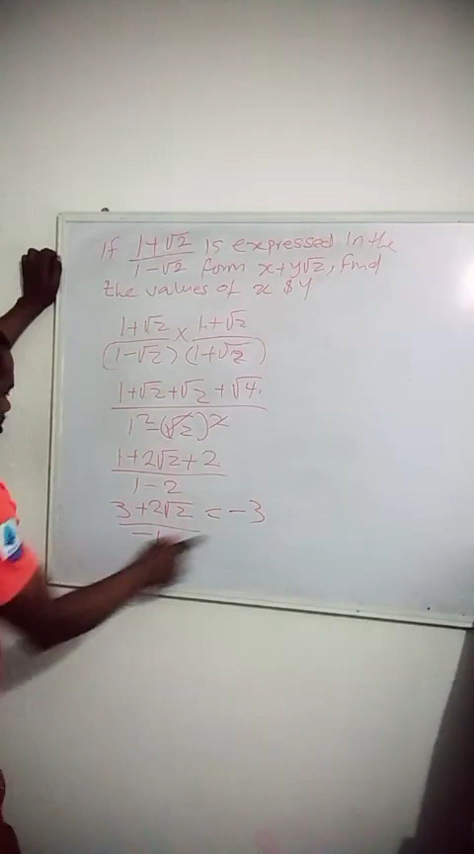 If 1+√2 is expressed in the
1-√2 form x+y√2, find
the values of x & y
1+√2 × 1+√2
(1-√2) (1+√2)
1+√2+√2+√4
1²-(√2)²
1+2√2+2
1-2
3+2√2 = -3
-1